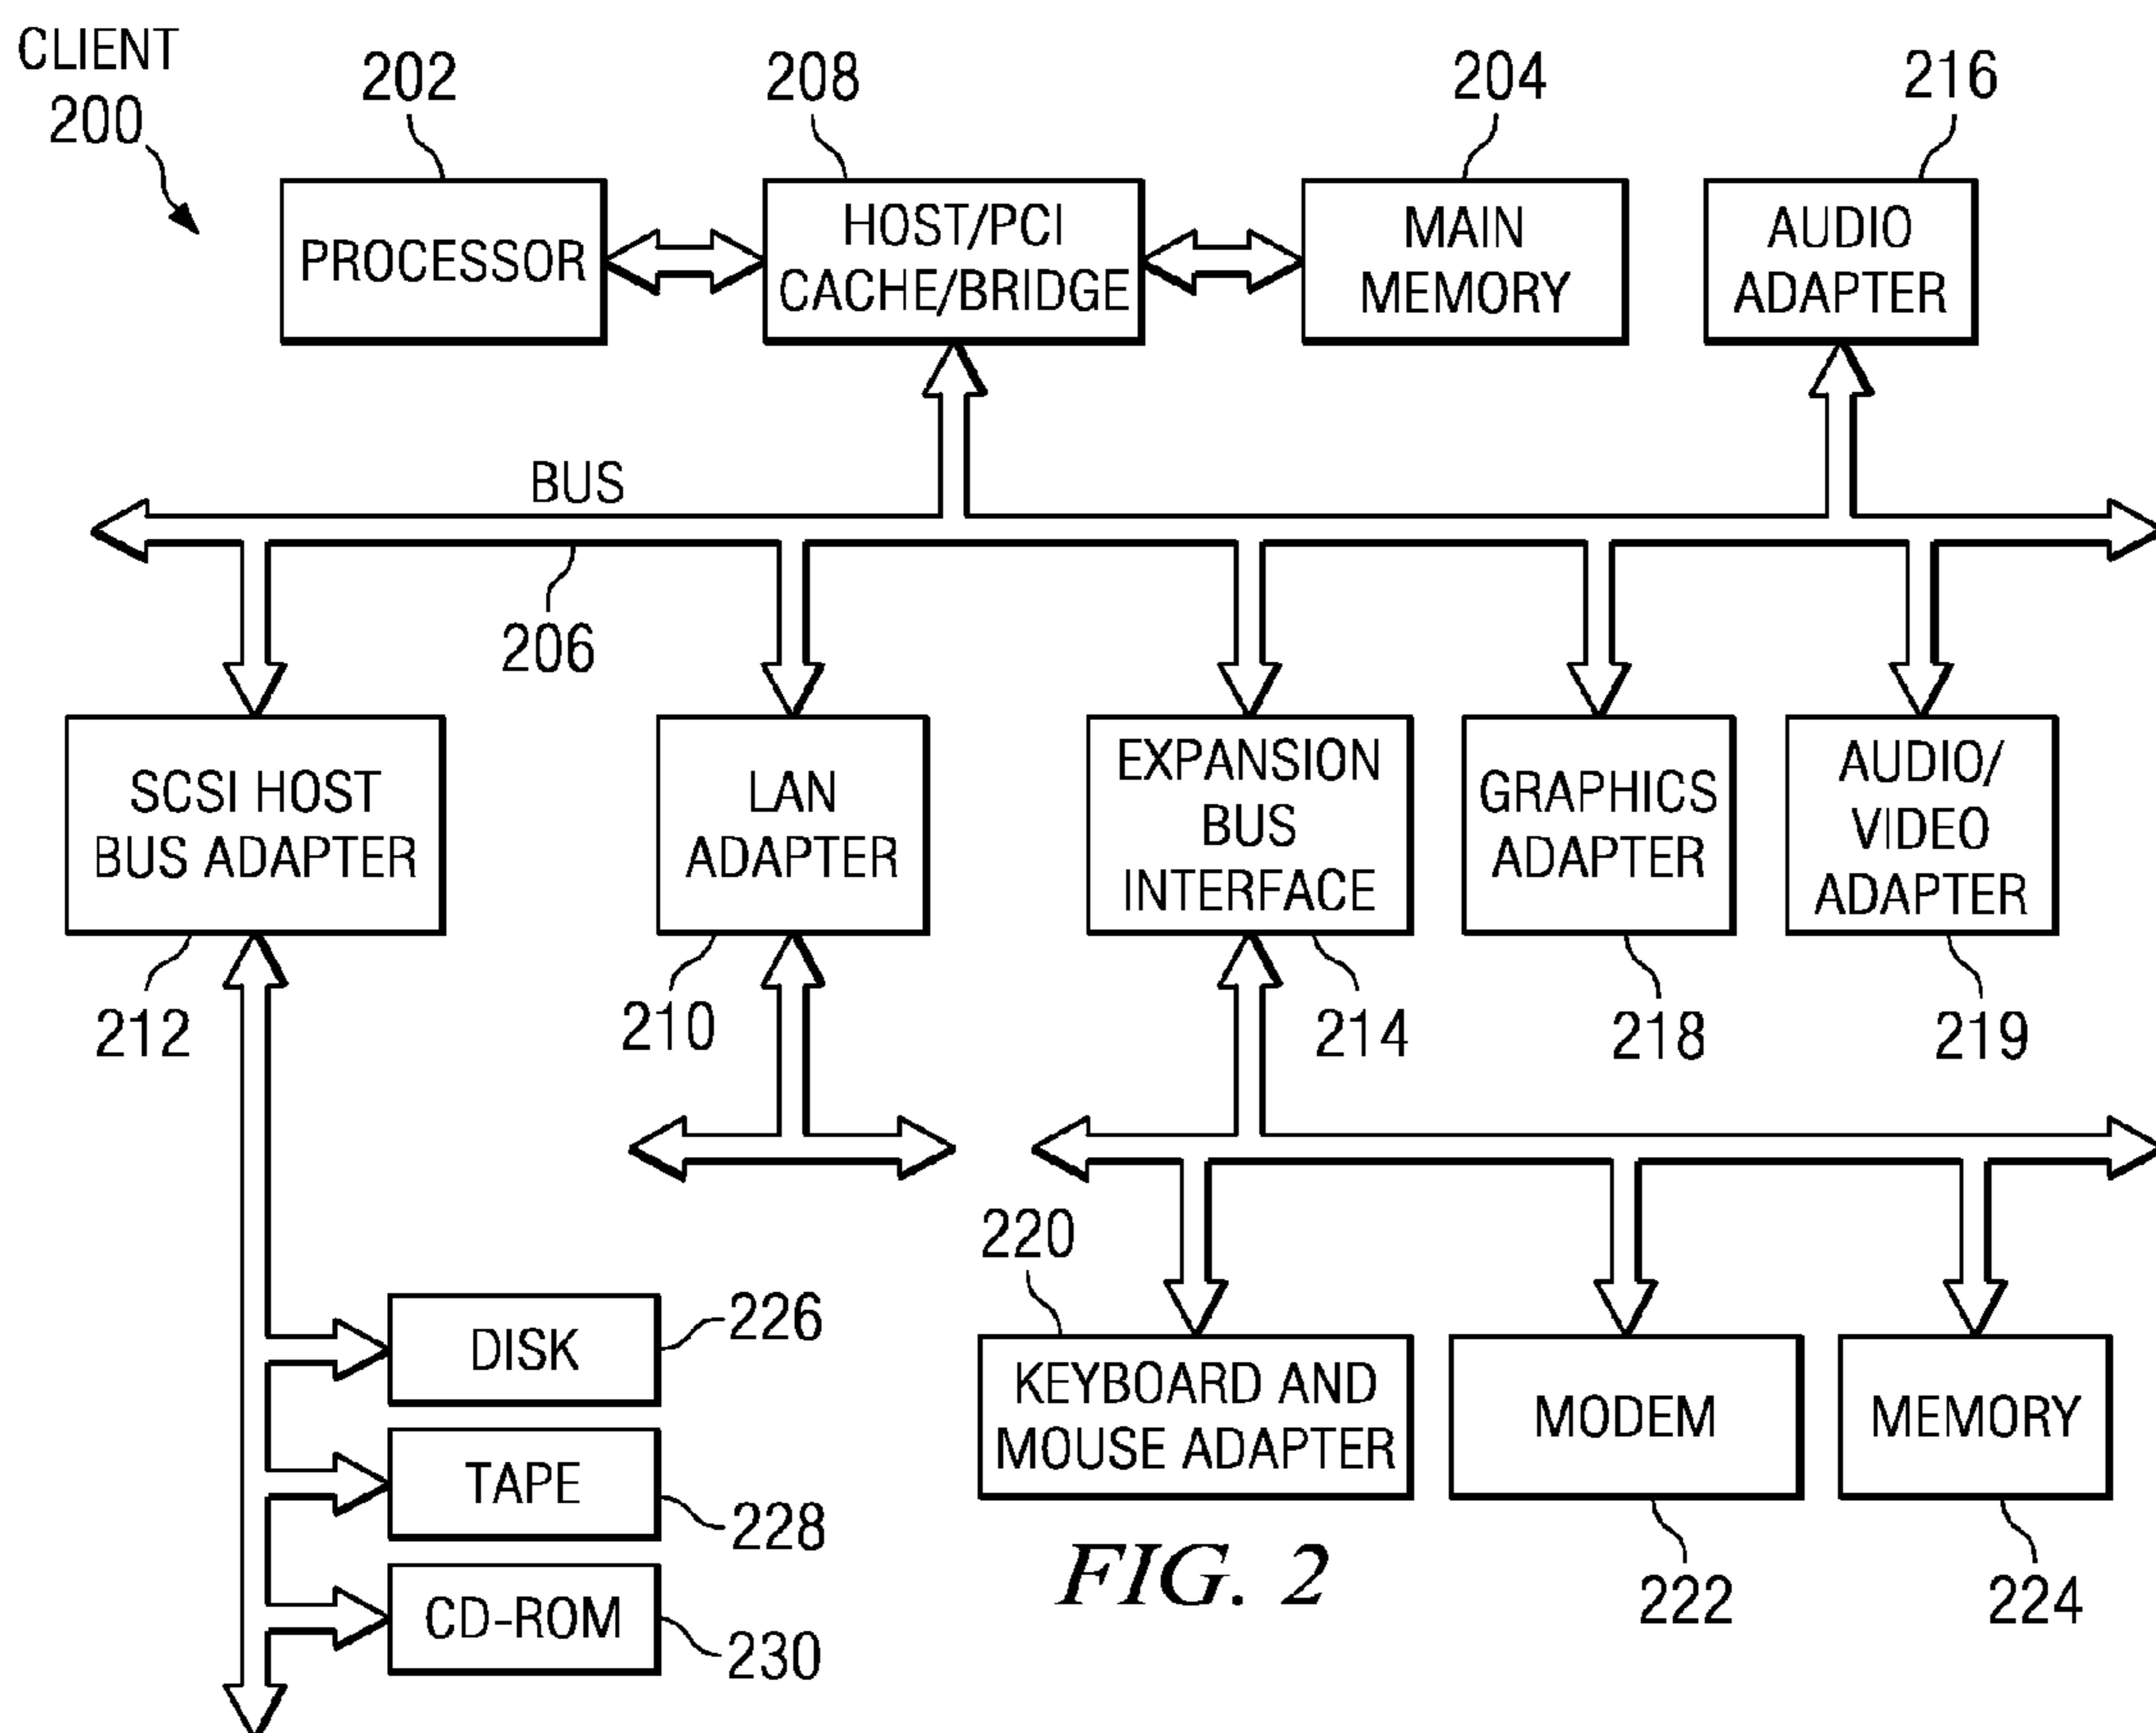 CLIENT
200
202
208
204
216
PROCESSOR
HOST/PCI
CACHE/BRIDGE
MAIN
MEMORY
AUDIO
ADAPTER
BUS
206
SCSI HOST
BUS ADAPTER
LAN
ADAPTER
EXPANSION
BUS
INTERFACE
GRAPHICS
ADAPTER
AUDIO/
VIDEO
ADAPTER
212
210
214
218
219
220
DISK
226
TAPE
228
CD-ROM
230
KEYBOARD AND
MOUSE ADAPTER
MODEM
MEMORY
222
224
FIG. 2